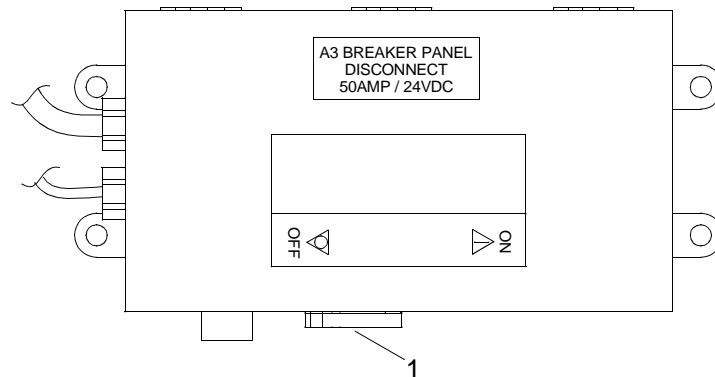 A3 BREAKER PANEL
DISCONNECT
50AMP / 24VDC
OFF
ON
1